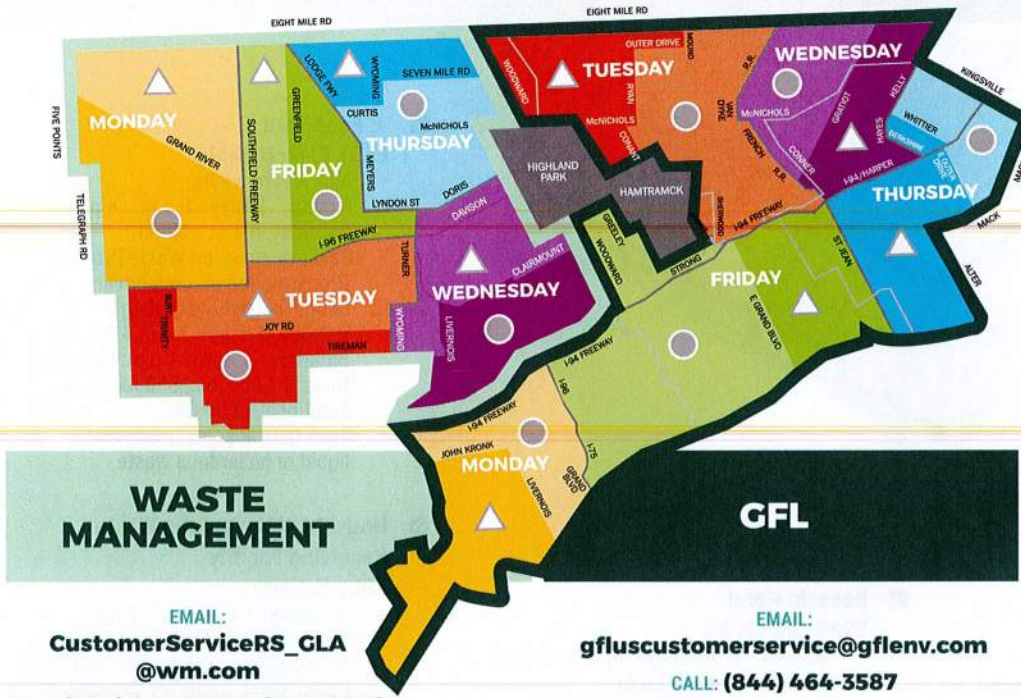 EIGHT MILE RD
EIGHT MILE RD
FIVE POINTS
TELEGRAPH RD
MONDAY
GRAND RIVER
SOUTHFIELD FREEWAY
GREENFIELD
FRIDAY
I-96 FREEWAY
LODGE FWY
WYOMING
SEVEN MILE RD
CURTIS
McNICHOLS
THURSDAY
MEYERS
LYNDON ST
DORIS
DAVISON
TURNER
CLAIRMOUNT
WEDNESDAY
WYOMING
LIVERNOIS
TUESDAY
BURT
TRINITY
JOY RD
TIREMAN
WOODWARD
OUTER DRIVE
MOUND
TUESDAY
RYAN
McNICHOLS
CONANT
VAN DYKE
R.R.
FRENCH
R.R.
SHERWOOD
HIGHLAND
PARK
HAMTRAMCK
WEDNESDAY
McNICHOLS
GRATIOT
KELLY
CONNER
HAYES
I-94/HARPER
KINGSVILLE
WHITTIER
BERKSHIRE
OUTER
DRIVE
THURSDAY
MACK
ALTER
ST JEAN
I-94 FREEWAY
STRONG
GREELEY
WOODWARD
FRIDAY
E GRAND BLVD
I-94 FREEWAY
I-96
I-75
I-94 FREEWAY
JOHN KRONK
MONDAY
LIVERNOIS
GRAND
BLVD
WASTE
MANAGEMENT
GFL
EMAIL:
CustomerServiceRS_GLA
@wm.com
EMAIL:
gfluscustomerservice@gflenv.com
CALL: (844) 464-3587